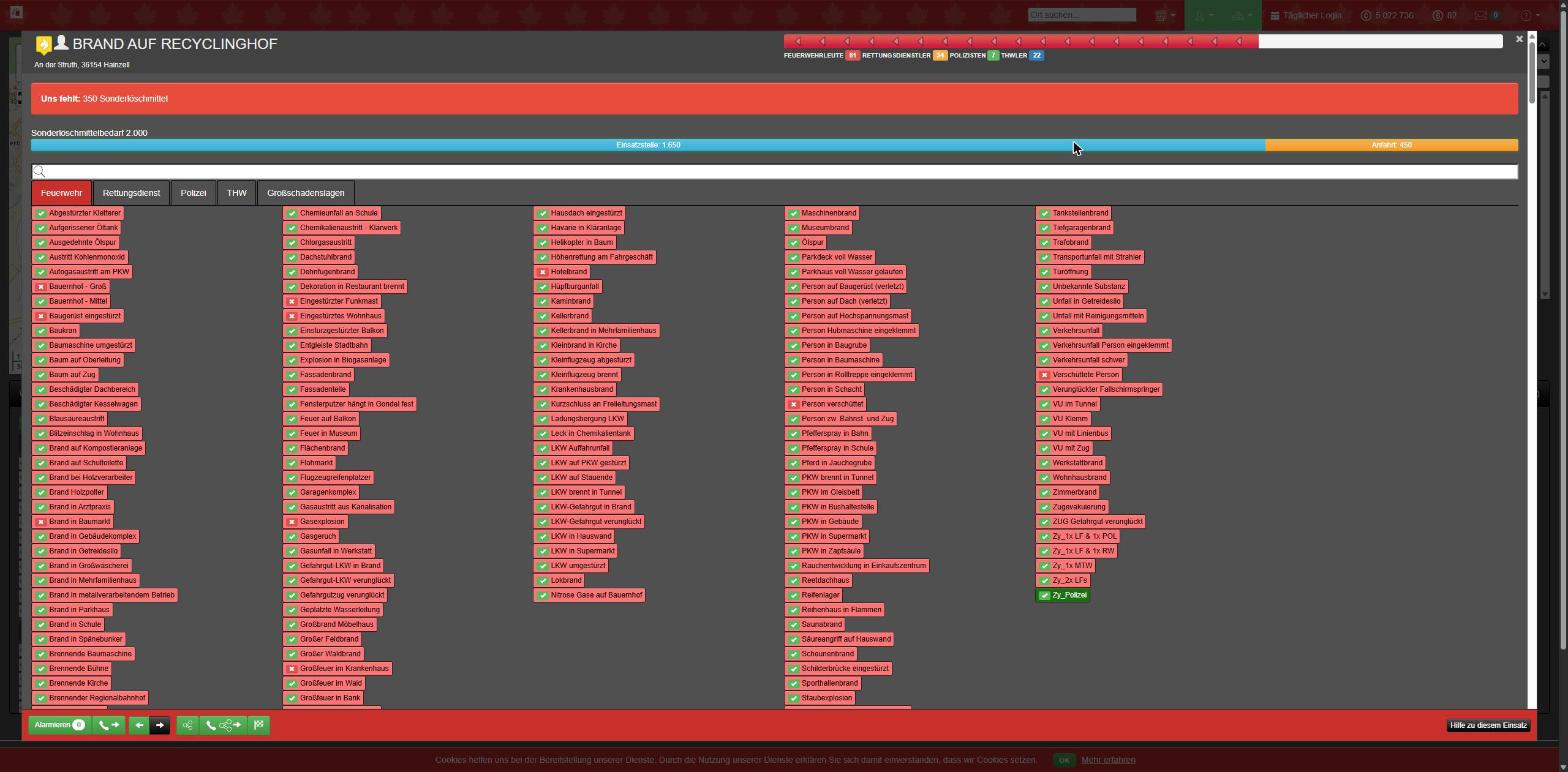 Ort suchen...
Täglicher Login
5 022 736
0
BRAND AUF RECYCLINGHOF
An der Struth, 36154 Hainzell
FEUERWEHRLEUTE 81 RETTUNGSDIENSTLER 34 POLIZISTEN 7 THWLER 22
Uns fehlt: 350 Sonderlöschmittel
Sonderlöschmittelbedarf 2.000
Einsatzstelle: 1.650
Anfahrt: 450
Feuerwehr
Rettungsdienst
Polizei
THW
Großschadenslagen
Abgestürzter Kletterer
Aufgerissener Öltank
Ausgedehnte Ölspur
Austritt Kohlenmonoxid
Autogasaustritt am PKW
Bauernhof - Groß
Bauernhof - Mittel
Baugerüst eingestürzt
Baukran
Baumaschine umgestürzt
Baum auf Oberleitung
Baum auf Zug
Beschädigter Dachbereich
Beschädigter Kesselwagen
Blausäureaustritt
Blitzeinschlag in Wohnhaus
Brand auf Kompostieranlage
Brand auf Schultoilette
Brand bei Holzverarbeiter
Brand Holzpolter
Brand in Arztpraxis
Brand in Baumarkt
Brand in Gebäudekomplex
Brand in Getreidesilo
Brand in Großwäscherei
Brand in Mehrfamilienhaus
Brand in metallverarbeitendem Betrieb
Brand in Parkhaus
Brand in Schule
Brand in Spänebunker
Brennende Baumaschine
Brennende Bühne
Brennende Kirche
Brennender Regionalbahnhof
Chemieunfall an Schule
Chemikalienaustritt - Klärwerk
Chlorgasaustritt
Dachstuhlbrand
Dehnfugenbrand
Dekoration in Restaurant brennt
Eingestürzter Funkmast
Eingestürztes Wohnhaus
Einsturzgestürzter Balkon
Entgleiste Stadtbahn
Explosion in Biogasanlage
Fassadenbrand
Fassadenteile
Fensterputzer hängt in Gondel fest
Feuer auf Balkon
Feuer in Museum
Flächenbrand
Flohmarkt
Flugzeugreifenplatzer
Garagenkomplex
Gasaustritt aus Kanalisation
Gasexplosion
Gasgeruch
Gasunfall in Werkstatt
Gefahrgut-LKW in Brand
Gefahrgut-LKW verunglückt
Gefahrgutzug verunglückt
Geplatzte Wasserleitung
Großbrand Möbelhaus
Großer Feldbrand
Großer Waldbrand
Großfeuer im Krankenhaus
Großfeuer im Wald
Großfeuer in Bank
Hausdach eingestürzt
Havarie in Kläranlage
Helikopter in Baum
Höhenrettung am Fahrgeschäft
Hotelbrand
Hüpfburgunfall
Kaminbrand
Kellerbrand
Kellerbrand in Mehrfamilienhaus
Kleinbrand in Kirche
Kleinflugzeug abgestürzt
Kleinflugzeug brennt
Krankenhausbrand
Kurzschluss an Freileitungsmast
Ladungsbergung LKW
Leck in Chemikalientank
LKW Auffahrunfall
LKW auf PKW gestürzt
LKW auf Stauende
LKW brennt in Tunnel
LKW-Gefahrgut in Brand
LKW-Gefahrgut verunglückt
LKW in Hauswand
LKW in Supermarkt
LKW umgestürzt
Lokbrand
Nitrose Gase auf Bauernhof
Maschinenbrand
Museumbrand
Ölspur
Parkdeck voll Wasser
Parkhaus voll Wasser gelaufen
Person auf Baugerüst (verletzt)
Person auf Dach (verletzt)
Person auf Hochspannungsmast
Person Hubmaschine eingeklemmt
Person in Baugrube
Person in Baumaschine
Person in Rolltreppe eingeklemmt
Person in Schacht
Person verschüttet
Person zw. Bahnst. und Zug
Pfefferspray in Bahn
Pfefferspray in Schule
Pferd in Jauchegrube
PKW brennt in Tunnel
PKW im Gleisbett
PKW in Bushaltestelle
PKW in Gebäude
PKW in Supermarkt
PKW in Zapfsäule
Rauchentwicklung in Einkaufszentrum
Reetdachhaus
Reifenlager
Reihenhaus in Flammen
Saunabrand
Säureangriff auf Hauswand
Scheunenbrand
Schilderbrücke eingestürzt
Sporthallenbrand
Staubexplosion
Tankstellenbrand
Tiefgaragenbrand
Trafobrand
Transportunfall mit Strahler
Türöffnung
Unbekannte Substanz
Unfall in Getreidesilo
Unfall mit Reinigungsmitteln
Verkehrsunfall
Verkehrsunfall Person eingeklemmt
Verkehrsunfall schwer
Verschüttete Person
Verunglückter Fallschirmspringer
VU im Tunnel
VU Klemm
VU mit Linienbus
VU mit Zug
Werkstattbrand
Wohnhausbrand
Zimmerbrand
Zugevakuierung
ZUG Gefahrgut verunglückt
Zy_1x LF & 1x POL
Zy_1x LF & 1x RW
Zy_1x MTW
Zy_2x LFs
Zy_Polizei
Alarmieren 0
Hilfe zu diesem Einsatz
Cookies helfen uns bei der Bereitstellung unserer Dienste. Durch die Nutzung unserer Dienste erklären Sie sich damit einverstanden, dass wir Cookies setzen.
OK
Mehr erfahren